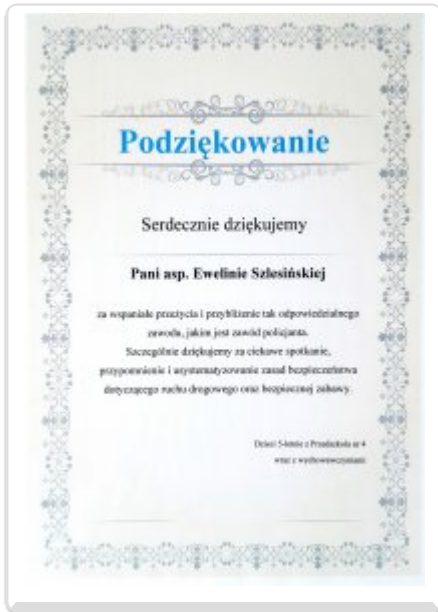 Podziękowanie
Serdecznie dziękujemy
Pani asp. Ewelinie Szlesińskiej
za wspaniałe przeżycia i przybliżenie tak odpowiedzialnego
zawodu, jakim jest zawód policjanta.
Szczególnie dziękujemy za ciekawe spotkanie,
przypomnienie i usystematyzowanie zasad bezpieczeństwa
dotyczącego ruchu drogowego oraz bezpiecznej zabawy.
Dzieci 5-letnie z Przedszkola nr 4
wraz z wychowawczyniami